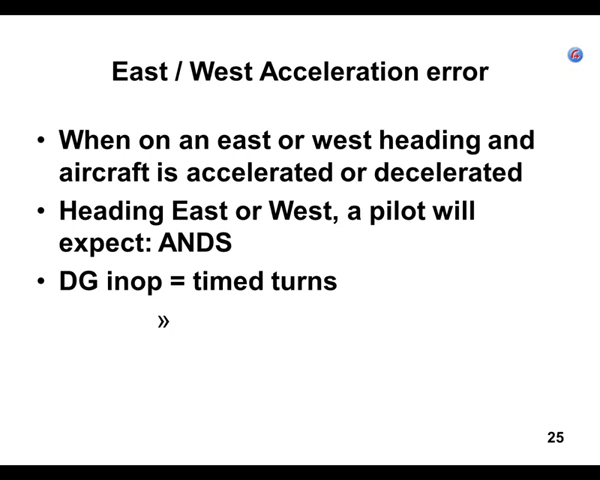 East / West Acceleration error
• When on an east or west heading and
aircraft is accelerated or decelerated
• Heading East or West, a pilot will
expect: ANDS
• DG inop = timed turns
»
25